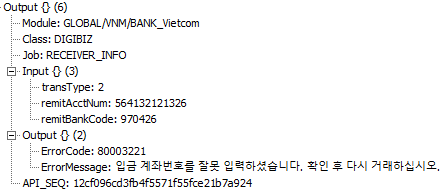 Output {} (6)
Module: GLOBAL/VNM/BANK_Vietcom
Class: DIGIBIZ
Job: RECEIVER_INFO
Input {} (3)
transType: 2
remitAcctNum: 564132121326
remitBankCode: 970426
Output {} (2)
ErrorCode: 80003221
ErrorMessage: 입금 계좌번호를 잘못 입력하셨습니다. 확인 후 다시 거래하십시오.
API_SEQ: 12cf096cd3fb4f5571f55fce21b7a924